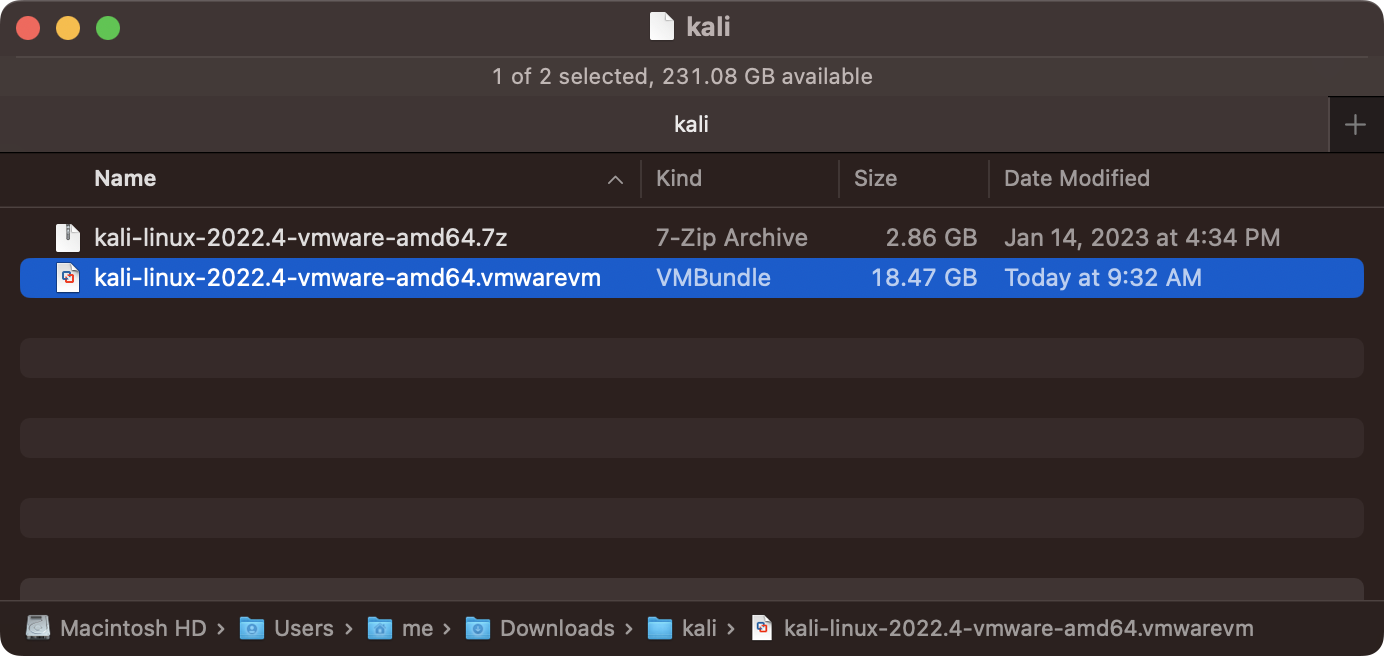 kali
1 of 2 selected, 231.08 GB available
kali
Name Kind Size Date Modified
kali-linux-2022.4-vmware-amd64.7z 7-Zip Archive 2.86 GB Jan 14, 2023 at 4:34 PM
kali-linux-2022.4-vmware-amd64.vmwarevm VMBundle 18.47 GB Today at 9:32 AM
Macintosh HD › Users › me › Downloads › kali › kali-linux-2022.4-vmware-amd64.vmwarevm